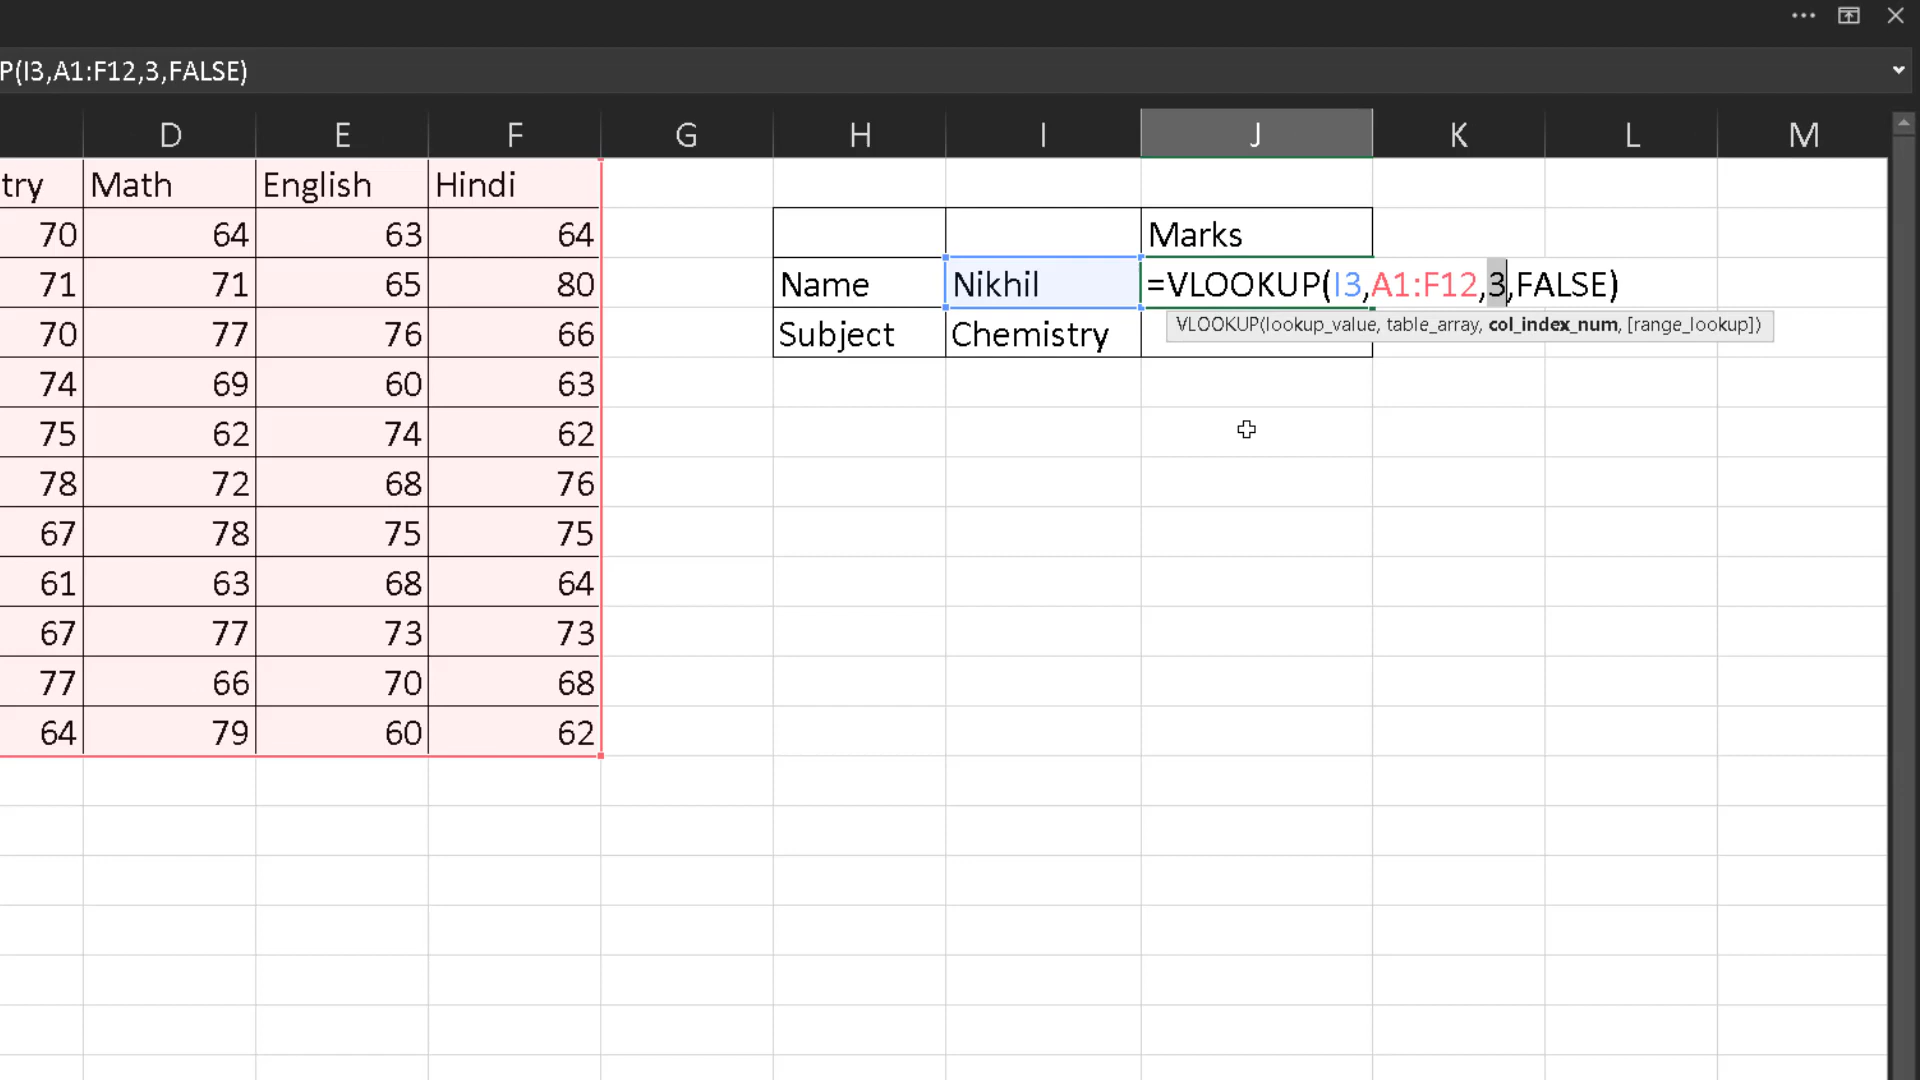 P(I3,A1:F12,3,FALSE)
D E F G H I J K L M
try Math English Hindi
70 64 63 64 Marks
71 71 65 80 Name Nikhil =VLOOKUP(I3,A1:F12,3,FALSE)
VLOOKUP(lookup_value, table_array, col_index_num, [range_lookup])
70 77 76 66 Subject Chemistry
74 69 60 63
75 62 74 62
78 72 68 76
67 78 75 75
61 63 68 64
67 77 73 73
77 66 70 68
64 79 60 62